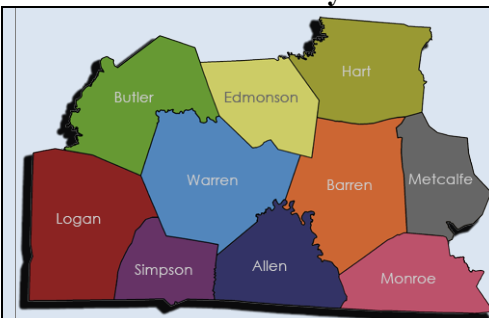 Hart
Butler
Edmonson
Warren
Barren
Metcalfe
Logan
Simpson
Allen
Monroe